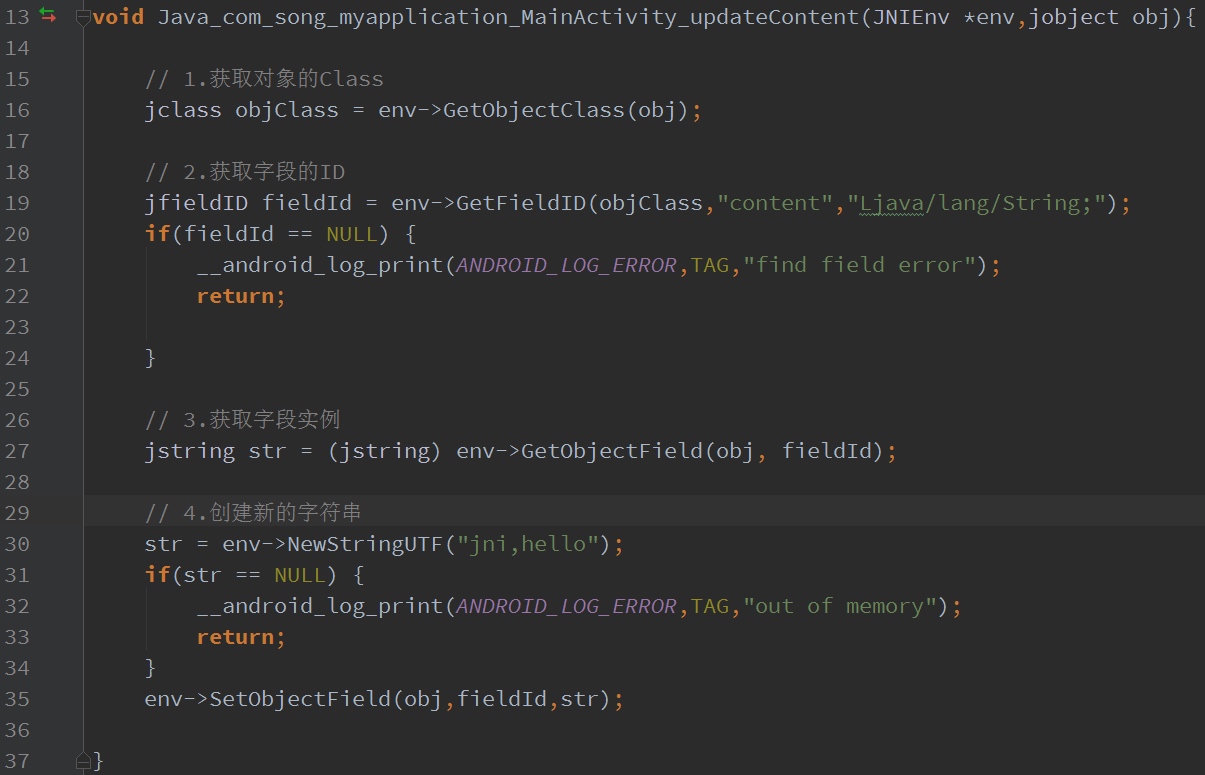 13 void Java_com_song_myapplication_MainActivity_updateContent(JNIEnv *env,jobject obj){
14
15     // 1.获取对象的Class
16     jclass objClass = env->GetObjectClass(obj);
17
18     // 2.获取字段的ID
19     jfieldID fieldId = env->GetFieldID(objClass,"content","Ljava/lang/String;");
20     if(fieldId == NULL) {
21         __android_log_print(ANDROID_LOG_ERROR,TAG,"find field error");
22         return;
23
24     }
25
26     // 3.获取字段实例
27     jstring str = (jstring) env->GetObjectField(obj, fieldId);
28
29     // 4.创建新的字符串
30     str = env->NewStringUTF("jni,hello");
31     if(str == NULL) {
32         __android_log_print(ANDROID_LOG_ERROR,TAG,"out of memory");
33         return;
34     }
35     env->SetObjectField(obj,fieldId,str);
36
37 }